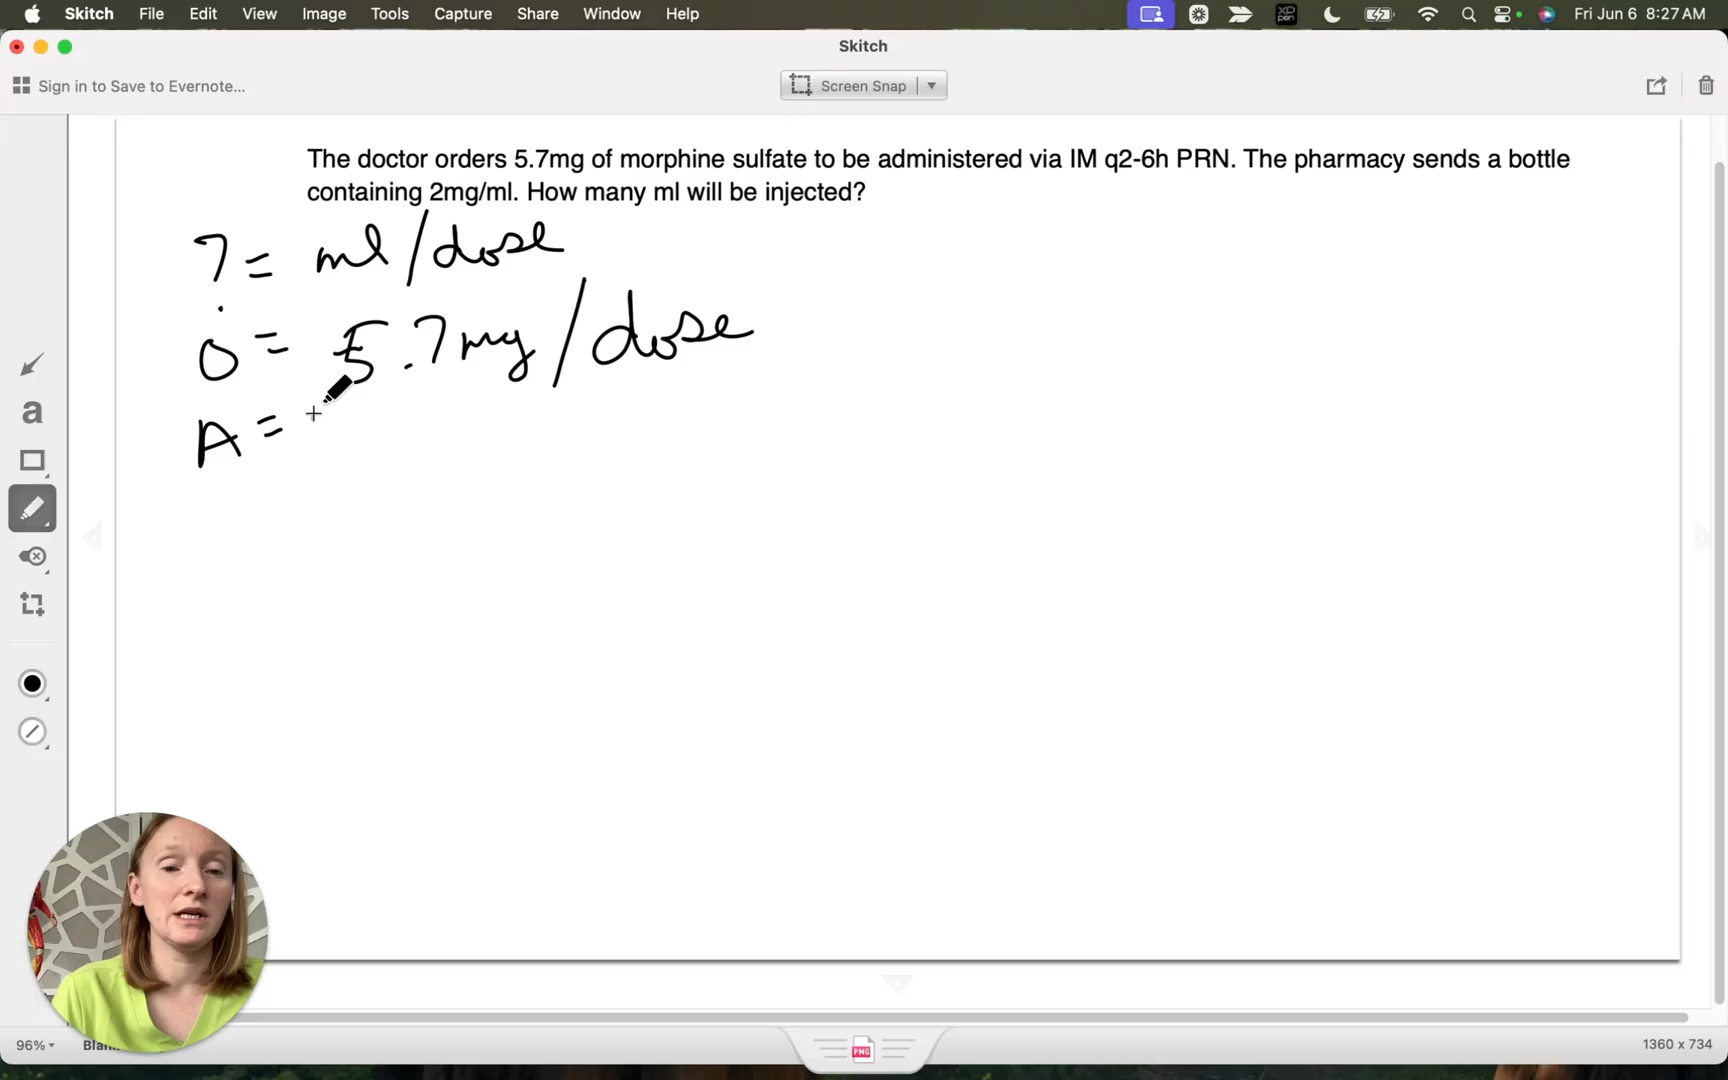 Skitch File Edit View Image Tools Capture Share Window Help Fri Jun 6 8:27 AM
Skitch
Sign in to Save to Evernote... Screen Snap
The doctor orders 5.7mg of morphine sulfate to be administered via IM q2-6h PRN. The pharmacy sends a bottle
containing 2mg/ml. How many ml will be injected?
? = ml/dose
O = 5.7mg/dose
A =
a
96% PNG 1360 x 734